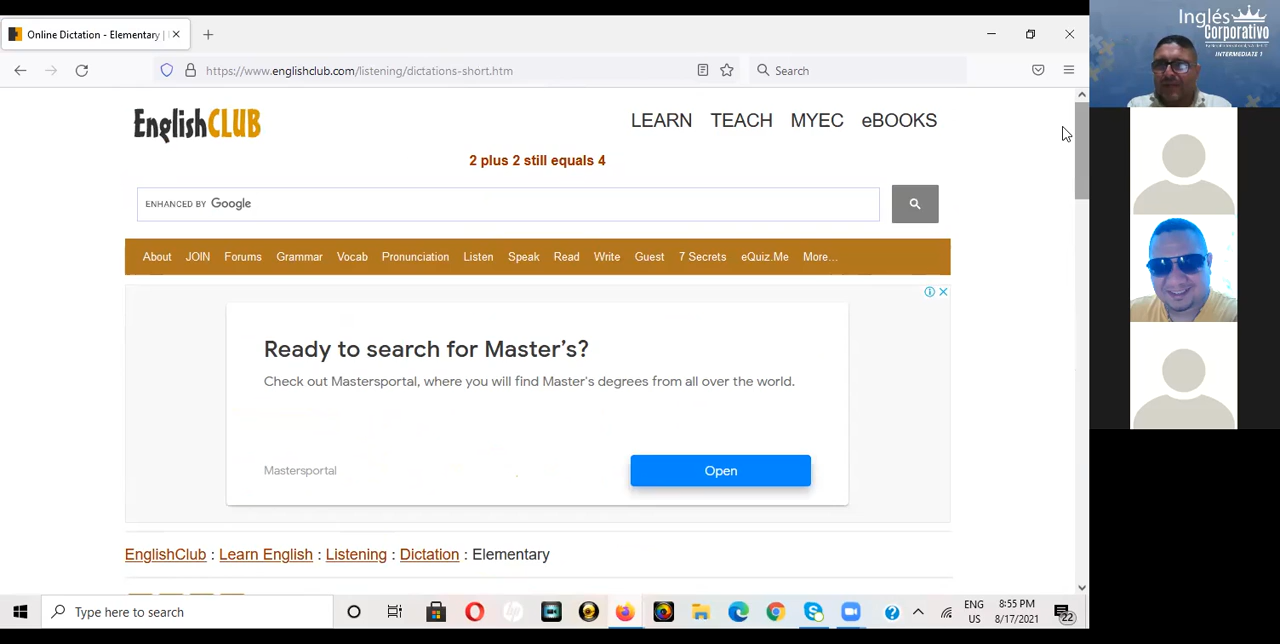 Online Dictation - Elementary |
https://www.englishclub.com/listening/dictations-short.htm
Search
Inglés
Corporativo
INTERMEDIATE 1
EnglishCLUB
LEARN TEACH MYEC eBOOKS
2 plus 2 still equals 4
ENHANCED BY Google
About JOIN Forums Grammar Vocab Pronunciation Listen Speak Read Write Guest 7 Secrets eQuiz.Me More...
Ready to search for Master's?
Check out Mastersportal, where you will find Master's degrees from all over the world.
Mastersportal
Open
EnglishClub : Learn English : Listening : Dictation : Elementary
Type here to search
ENG
US
8:55 PM
8/17/2021
22